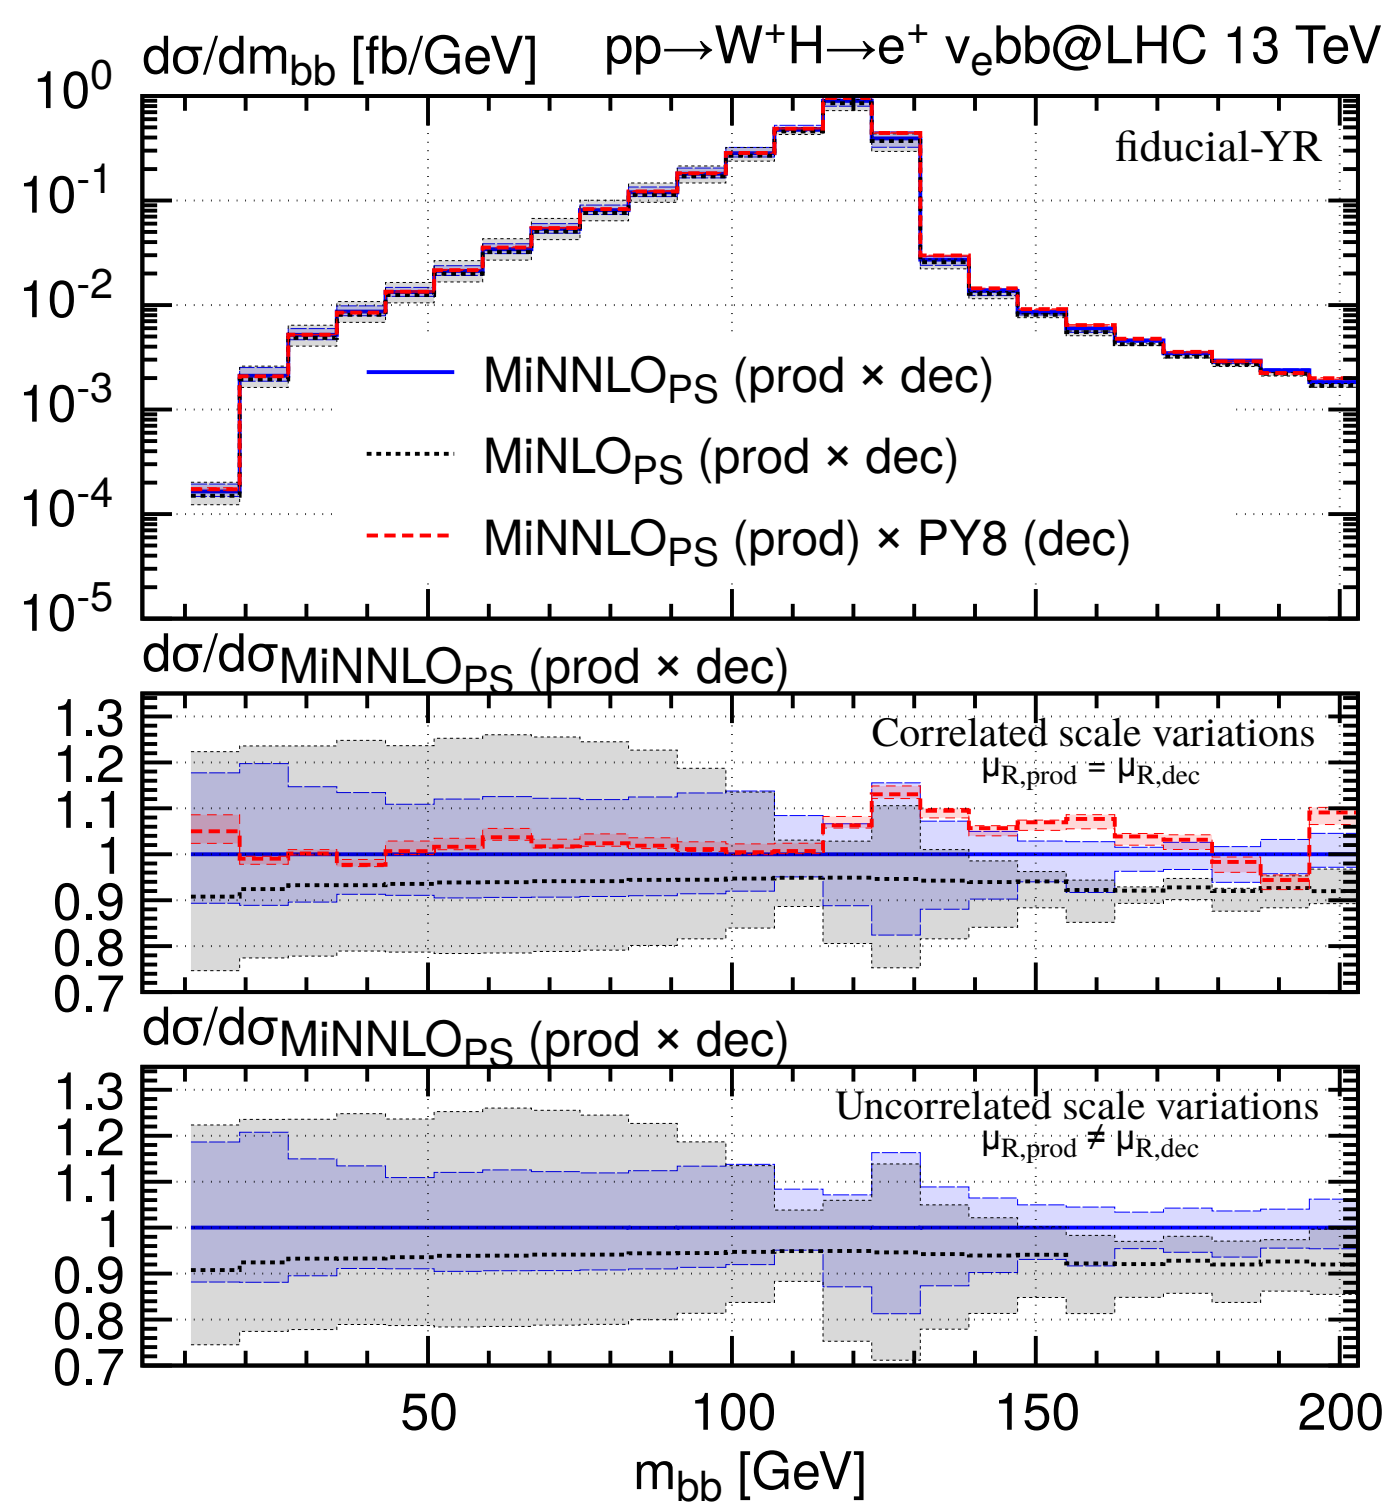 dσ/dm_bb [fb/GeV] pp→W⁺H→e⁺ ν_e bb@LHC 13 TeV
10⁰
fiducial-YR
10⁻¹
10⁻²
MiNNLO_PS (prod × dec)
10⁻³
MiNLO_PS (prod × dec)
10⁻⁴
MiNNLO_PS (prod) × PY8 (dec)
10⁻⁵
dσ/dσ_MiNNLO_PS (prod × dec)
1.3
Correlated scale variations
1.2
μ_R,prod = μ_R,dec
1.1
1
0.9
0.8
0.7
dσ/dσ_MiNNLO_PS (prod × dec)
1.3
Uncorrelated scale variations
1.2
μ_R,prod ≠ μ_R,dec
1.1
1
0.9
0.8
0.7
50 100 150 200
m_bb [GeV]